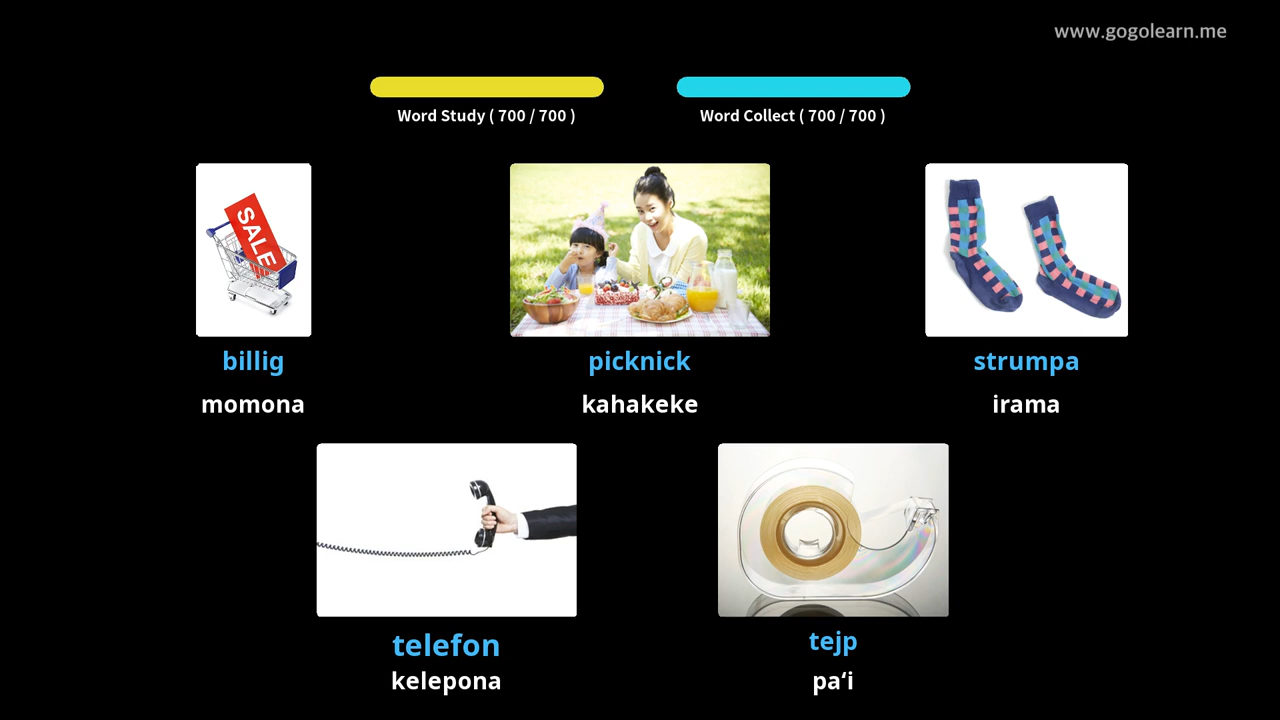 www.gogolearn.me
Word Study ( 700 / 700 )
Word Collect ( 700 / 700 )
SALE
billig
picknick
strumpa
momona
kahakeke
irama
telefon
tejp
kelepona
paʻi